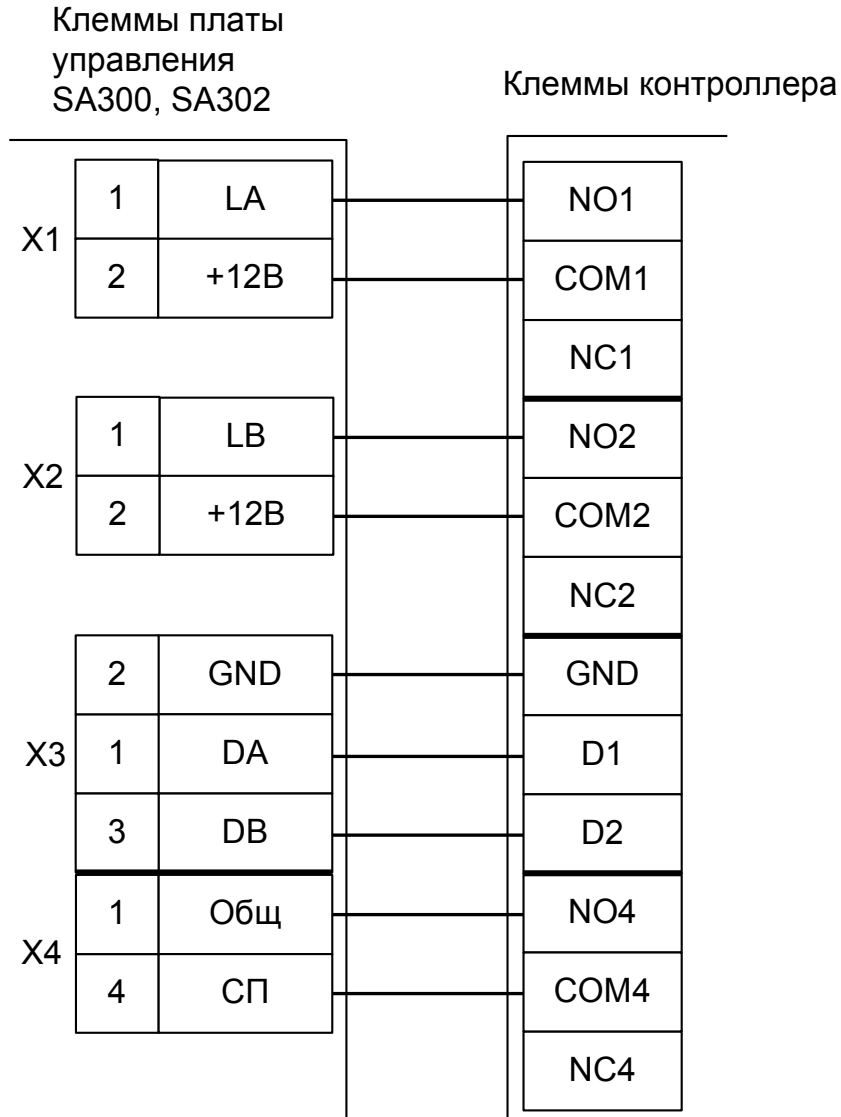 Клеммы платы
управления
SA300, SA302
Клеммы контроллера
X1
1 LA
2 +12В
X2
1 LB
2 +12В
X3
2 GND
1 DA
3 DB
X4
1 Общ
4 СП
NO1
COM1
NC1
NO2
COM2
NC2
GND
D1
D2
NO4
COM4
NC4